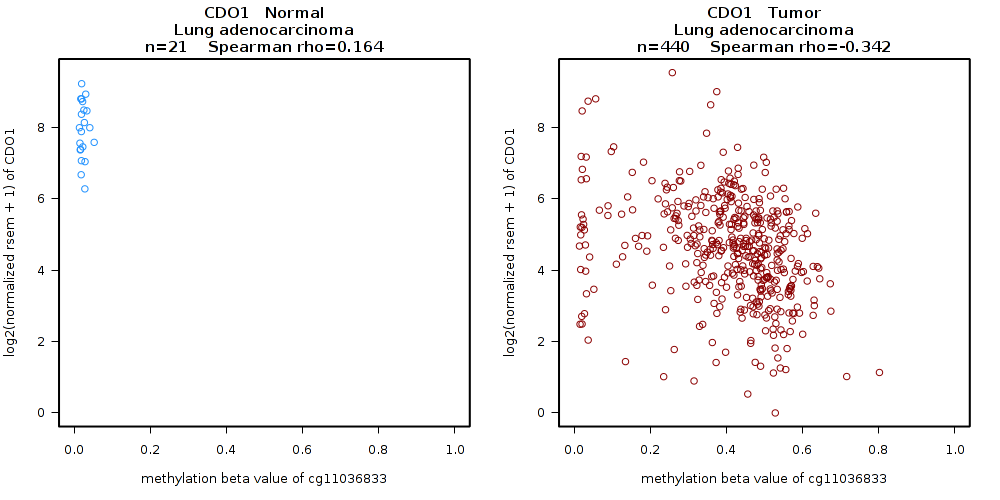 CDO1   Normal
Lung adenocarcinoma
n=21    Spearman rho=0.164
log2(normalized rsem + 1) of CDO1
8
6
4
2
0
0.0 0.2 0.4 0.6 0.8 1.0
methylation beta value of cg11036833
CDO1   Tumor
Lung adenocarcinoma
n=440    Spearman rho=-0.342
log2(normalized rsem + 1) of CDO1
8
6
4
2
0
0.0 0.2 0.4 0.6 0.8 1.0
methylation beta value of cg11036833